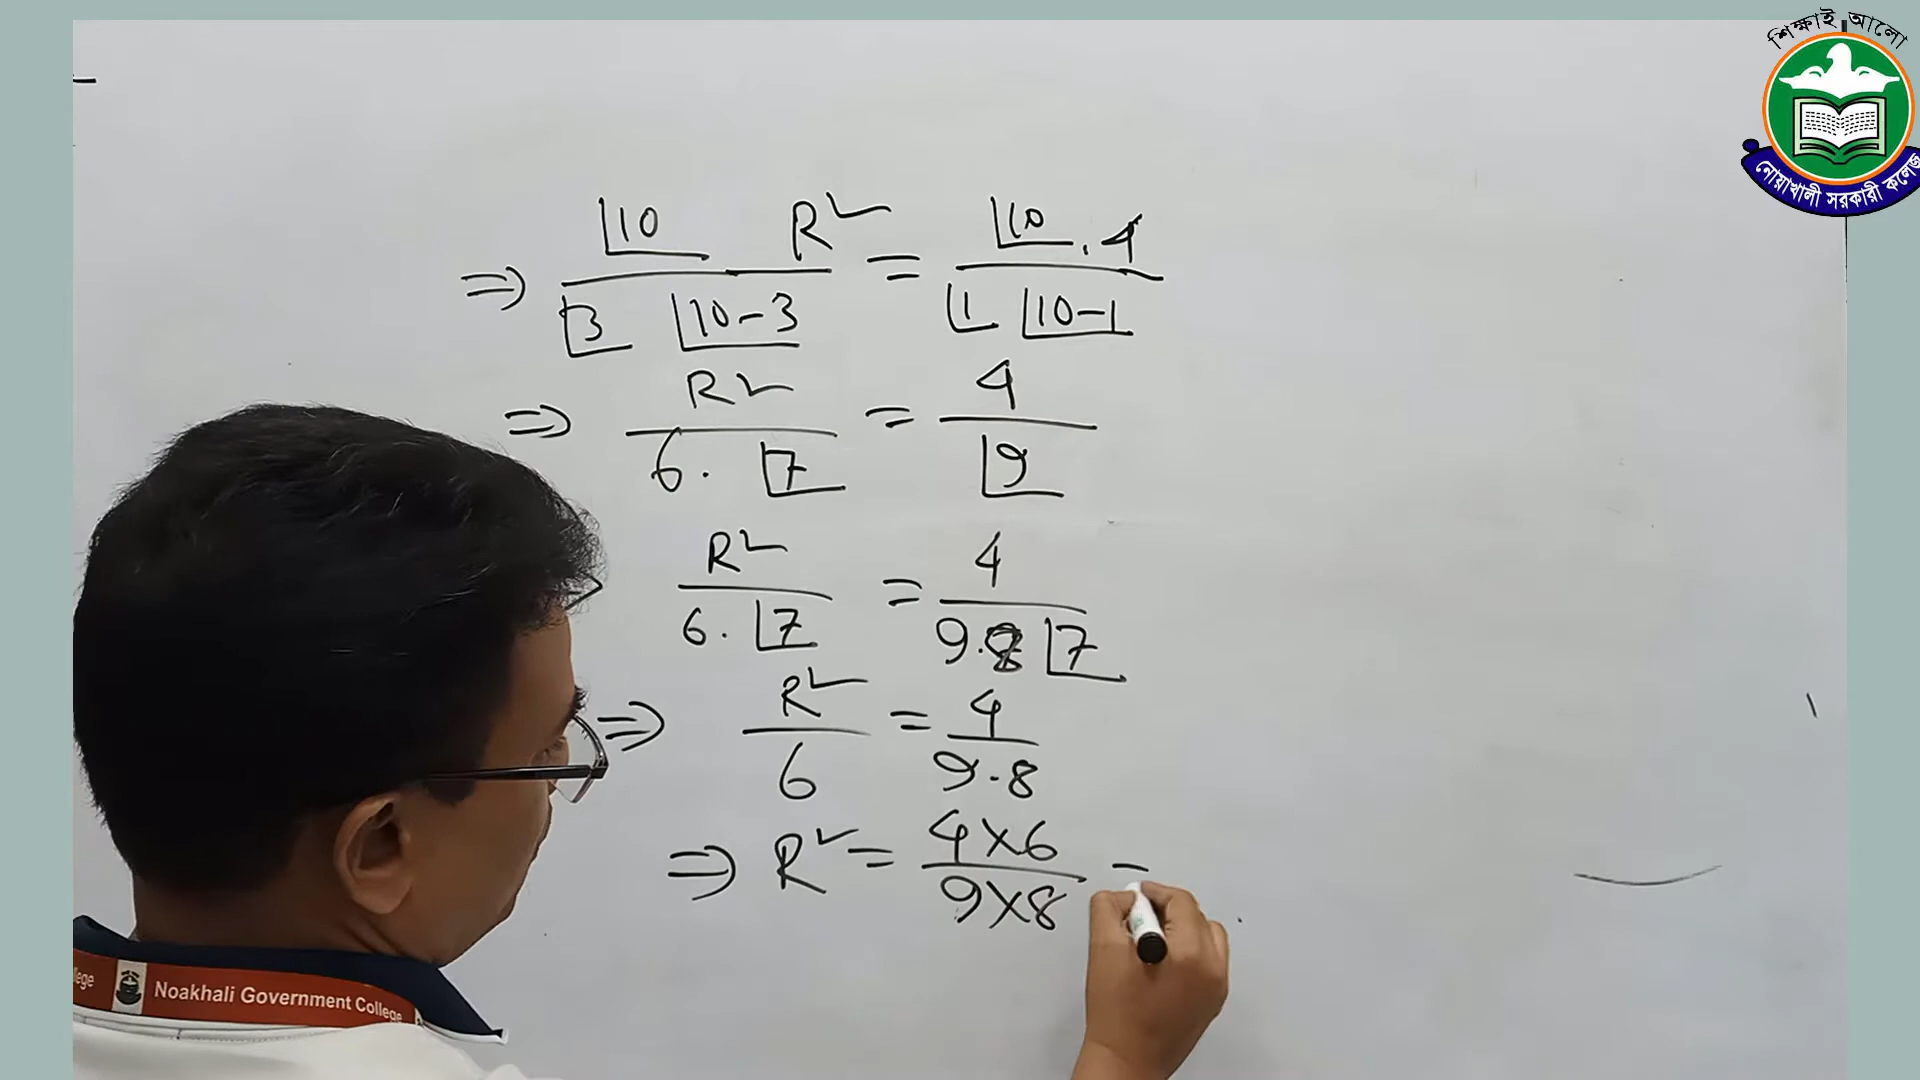 শিক্ষাই আলো
নোয়াখালী সরকারী কলেজ
⇒ |10 R² / |3 |10-3 = |10 . 4 / |1 |10-1
⇒ R² / 6. |7 = 4 / |9
R² / 6. |7 = 4 / 9.8 |7
⇒ R² / 6 = 4 / 9.8
⇒ R² = 4×6 / 9×8 =
llege
Noakhali Government College